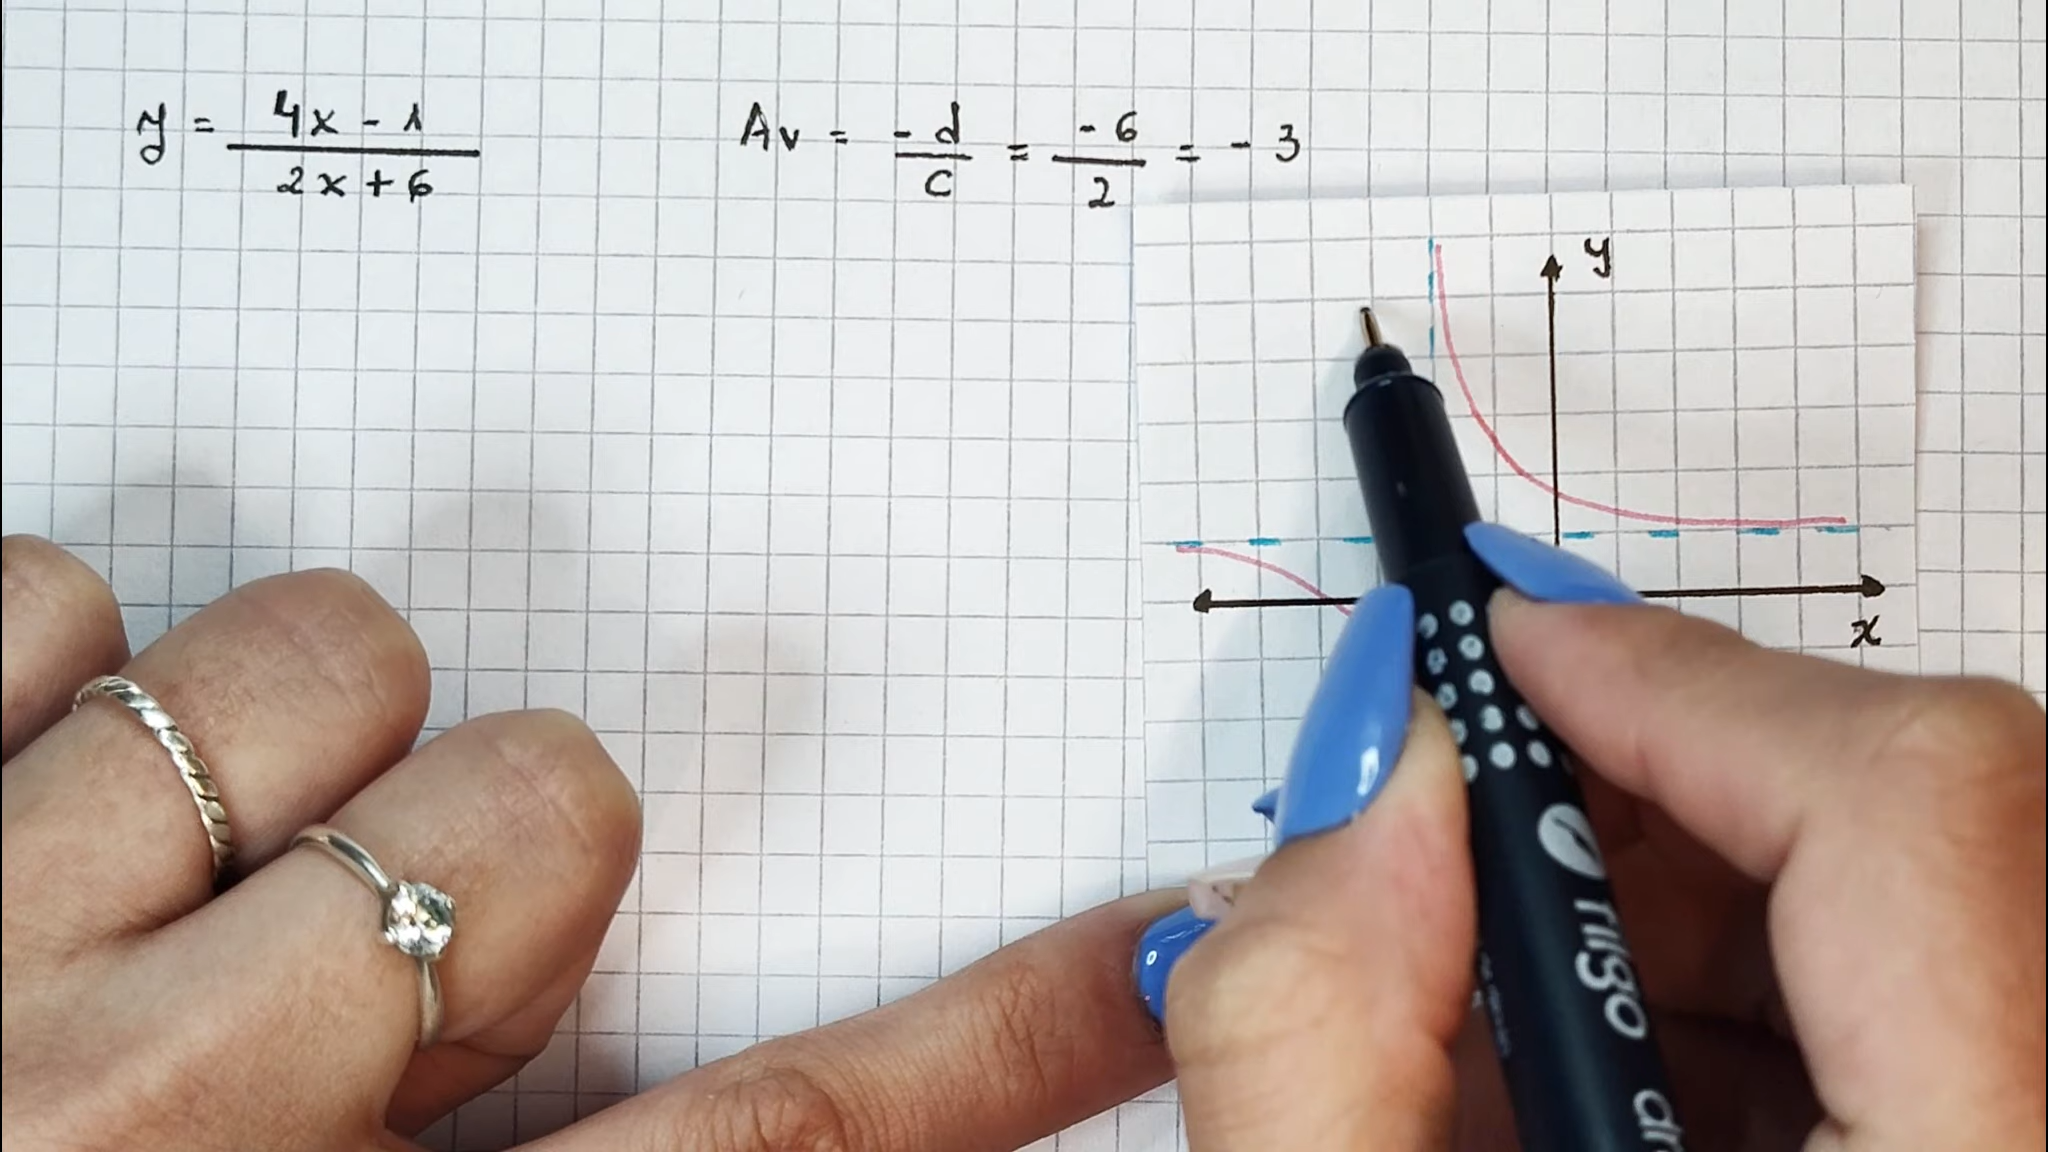 y = 4x - 1 / 2x + 6
Av = -d / c = -6 / 2 = -3
y
x
rilgo